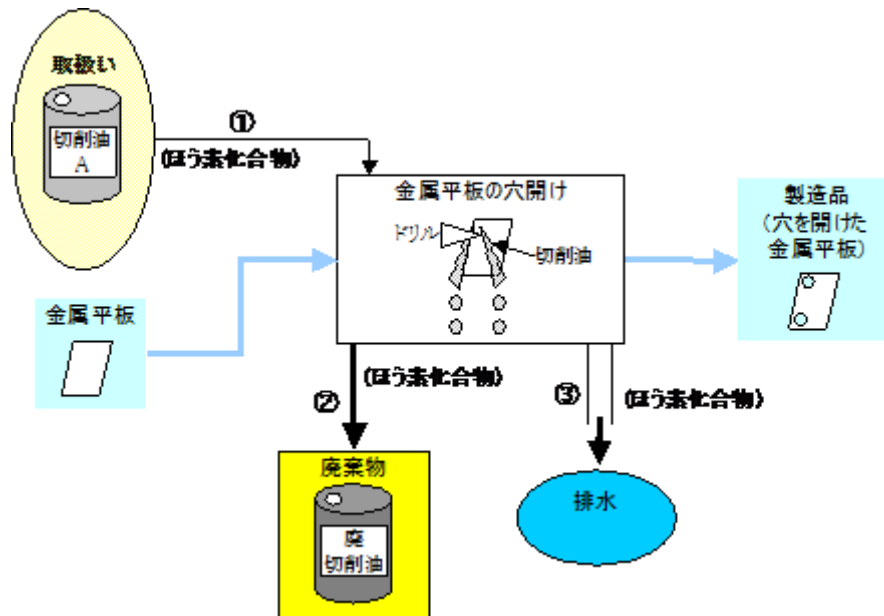 取扱い
切削油
A
①
(ほう素化合物)
金属平板の穴開け
ドリル
切削油
製造品
(穴を開けた
金属平板)
金属平板
②
(ほう素化合物)
③
(ほう素化合物)
廃棄物
廃
切削油
排水